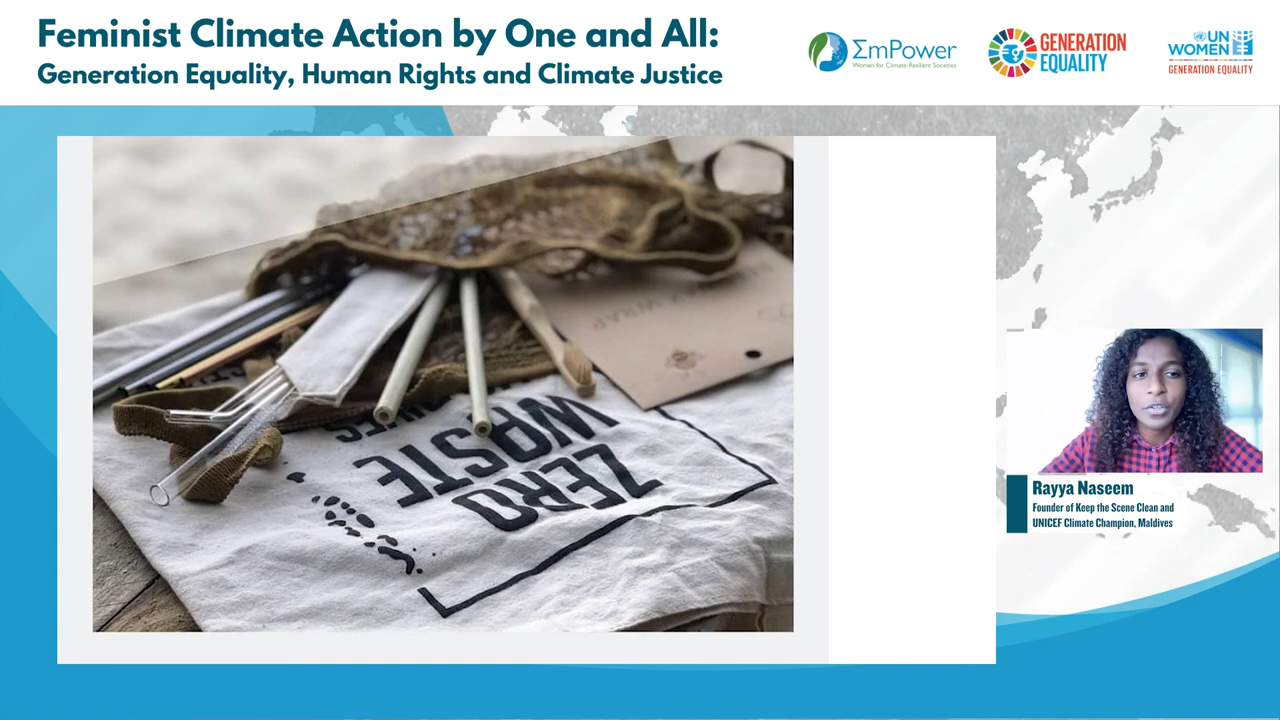 Feminist Climate Action by One and All:
Generation Equality, Human Rights and Climate Justice
ΣmPower
Women for Climate-Resilient Societies
GENERATION
EQUALITY
UN
WOMEN
GENERATION EQUALITY
WRAP
ZERO
WASTE
Rayya Naseem
Founder of Keep the Scene Clean and
UNICEF Climate Champion, Maldives